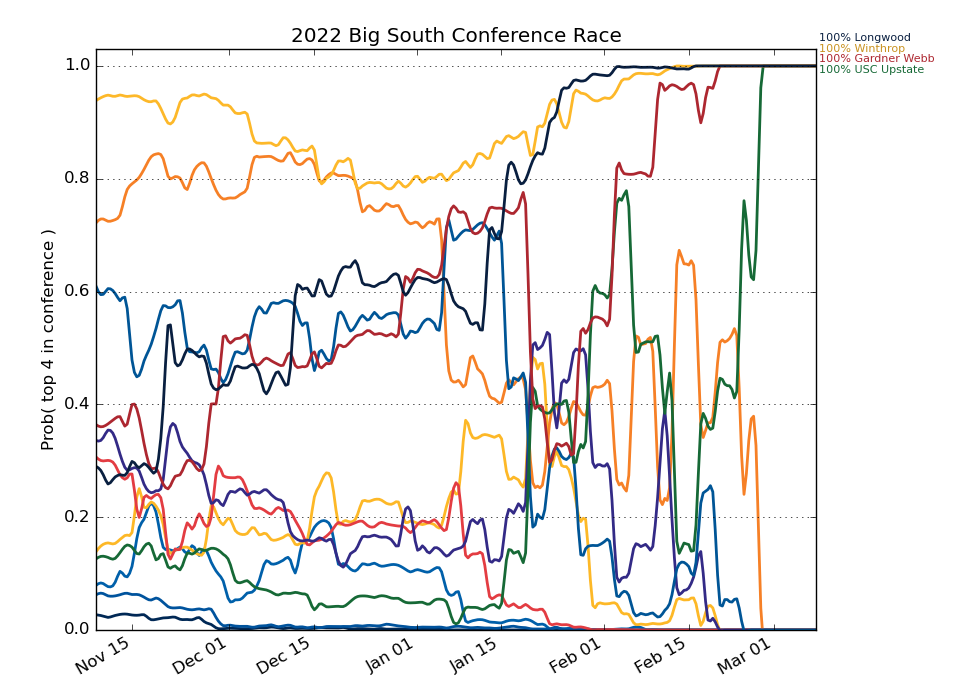 2022 Big South Conference Race
100% Longwood
100% Winthrop
100% Gardner Webb
100% USC Upstate
Prob( top 4 in conference )
1.0
0.8
0.6
0.4
0.2
0.0
Nov 15
Dec 01
Dec 15
Jan 01
Jan 15
Feb 01
Feb 15
Mar 01